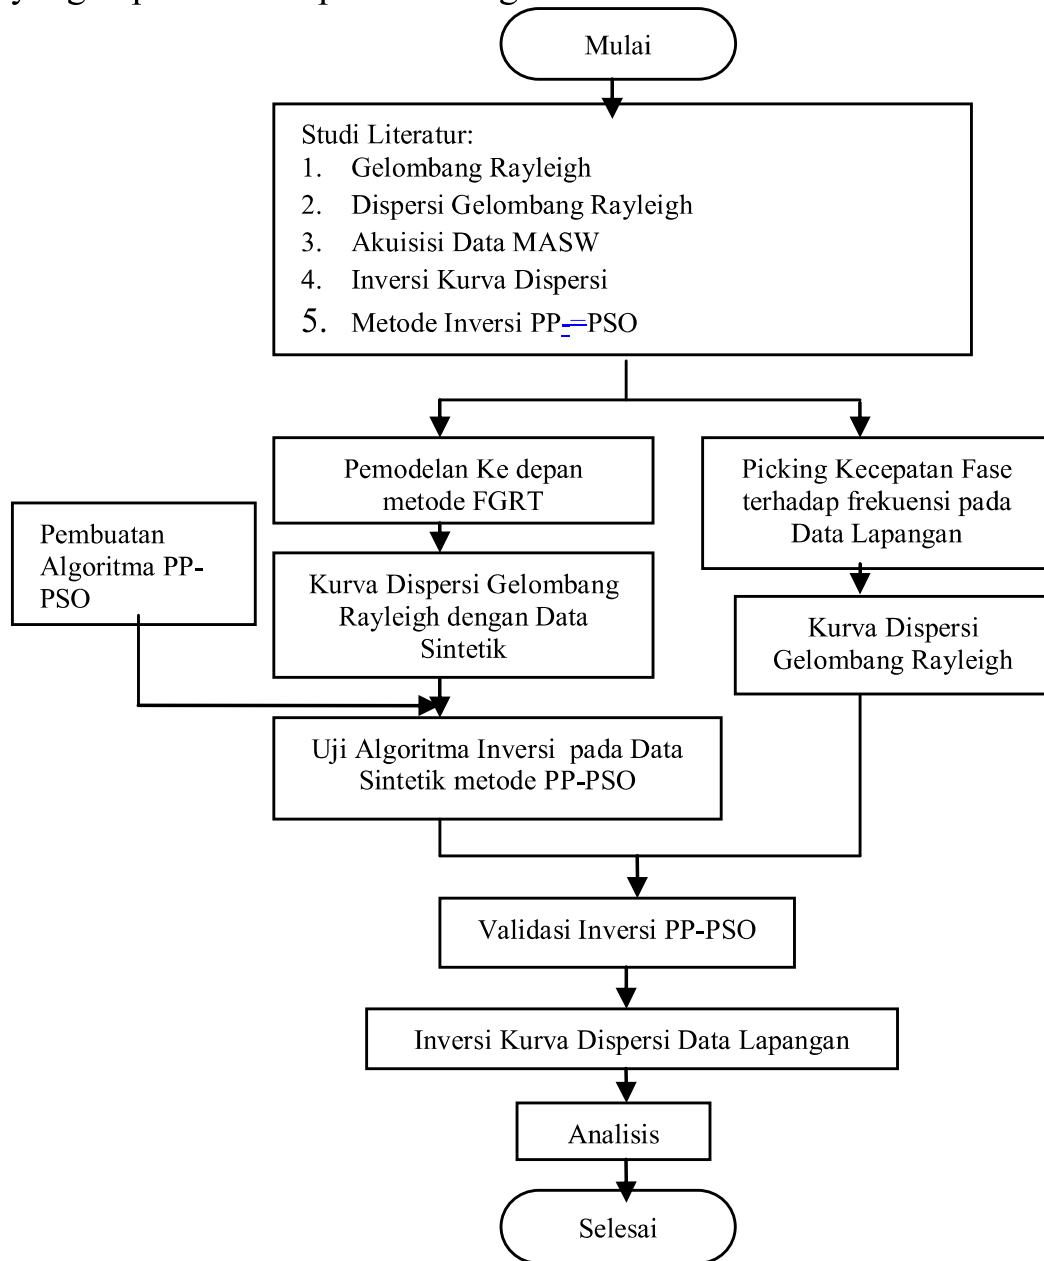 Mulai
Studi Literatur:
1. Gelombang Rayleigh
2. Dispersi Gelombang Rayleigh
3. Akuisisi Data MASW
4. Inversi Kurva Dispersi
5. Metode Inversi PP-=PSO
Pemodelan Ke depan
metode FGRT
Picking Kecepatan Fase
terhadap frekuensi pada
Data Lapangan
Pembuatan
Algoritma PP-
PSO
Kurva Dispersi Gelombang
Rayleigh dengan Data
Sintetik
Kurva Dispersi
Gelombang Rayleigh
Uji Algoritma Inversi pada Data
Sintetik metode PP-PSO
Validasi Inversi PP-PSO
Inversi Kurva Dispersi Data Lapangan
Analisis
Selesai